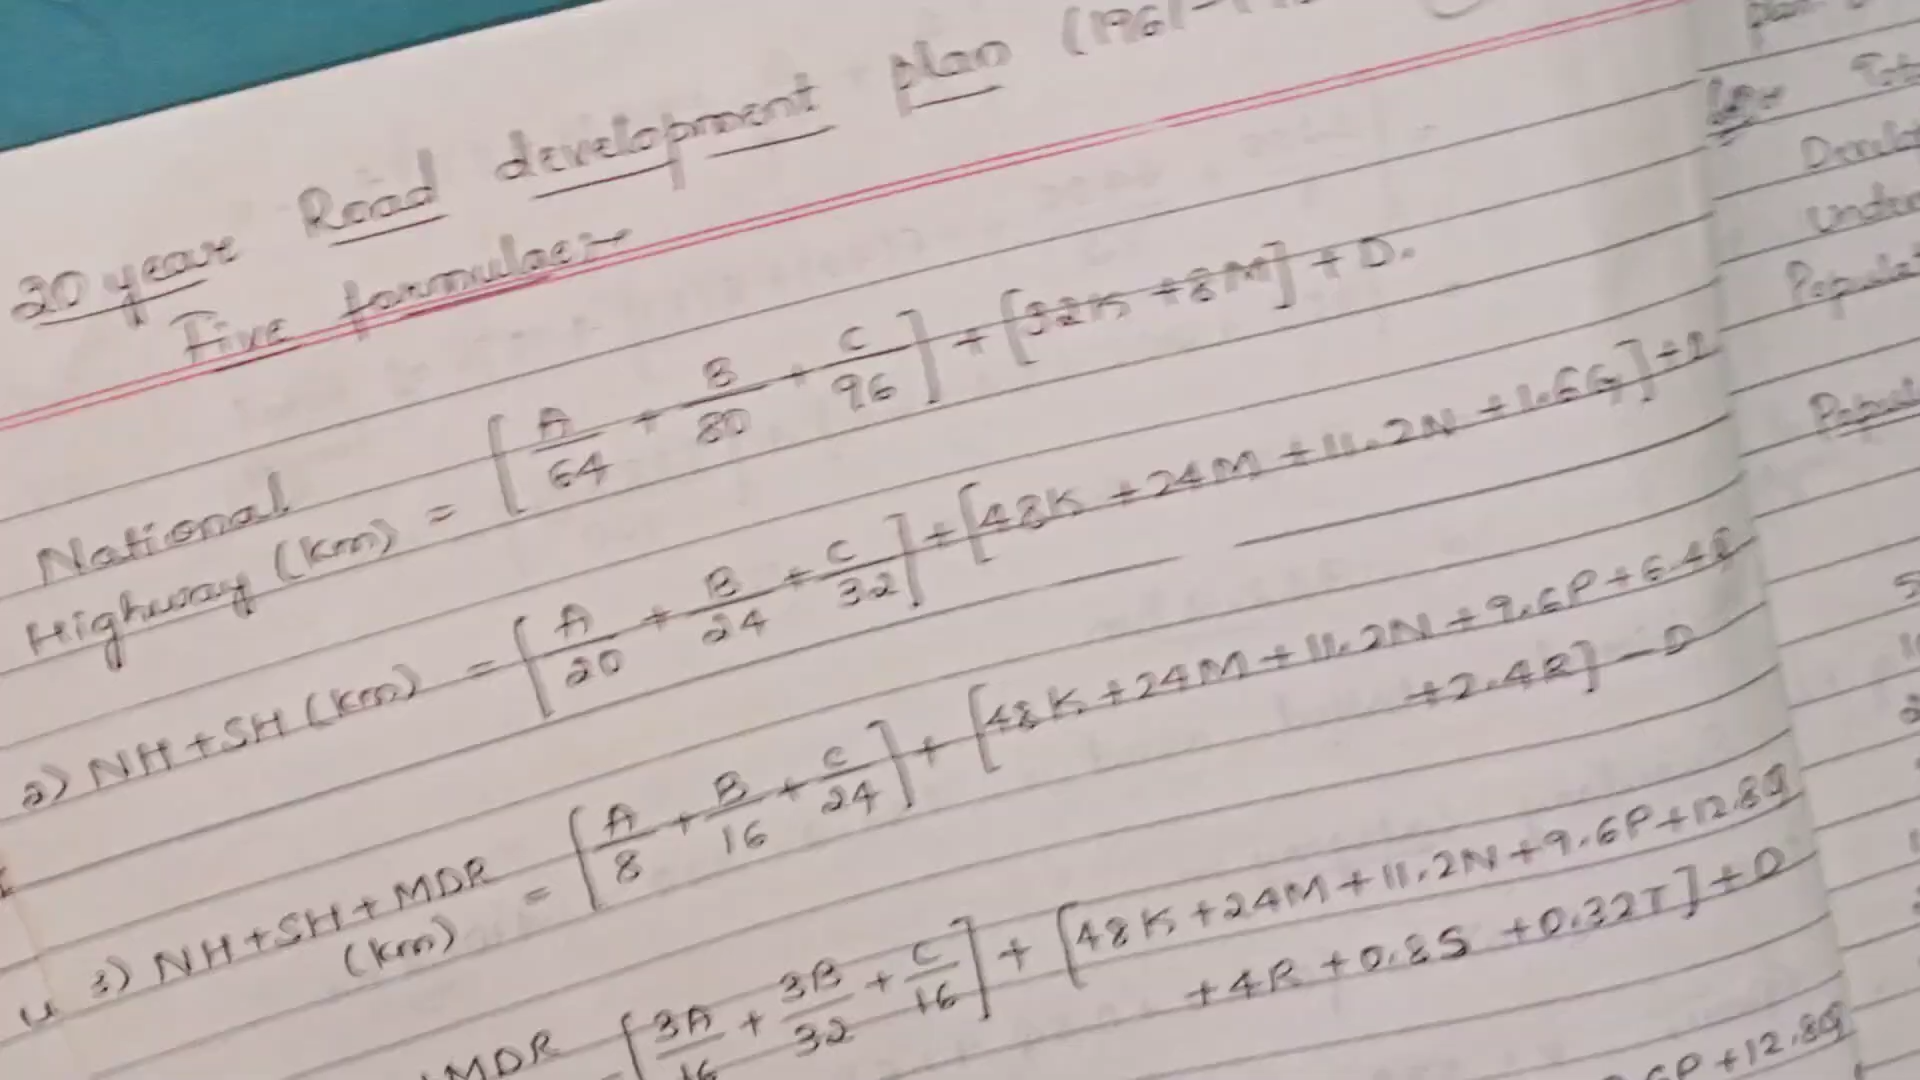 20 year Road development plan (1961-
Five formulae:-
National
Highway (km) = [A/64 + B/80 + C/96] + [32K + 8M] + D.
2) NH + SH (km) = [A/20 + B/24 + C/32] + [48K + 24M + 11.2N + 1.6G] + D
3) NH + SH + MDR
(km) = [A/8 + B/16 + C/24] + [48K + 24M + 11.2N + 9.6P + 6.4Q
+ 2.4R] - D
MDR [3A/16 + 3B/32 + C/16] + [48K + 24M + 11.2N + 9.6P + 12.8Q
+ 4R + 0.8S + 0.32T] + D
6P + 12.8Q